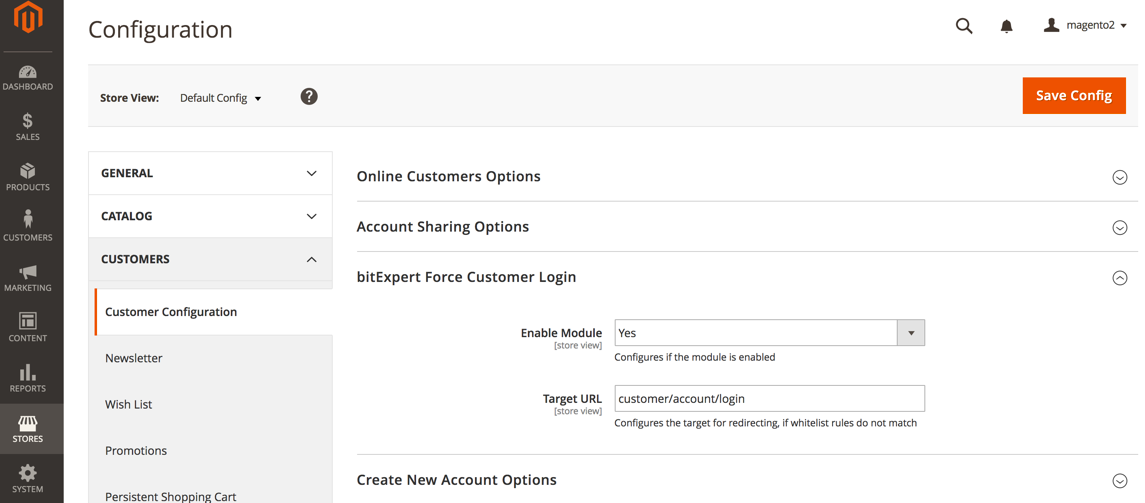 Configuration
magento2
DASHBOARD
SALES
PRODUCTS
CUSTOMERS
MARKETING
CONTENT
REPORTS
STORES
SYSTEM
Store View: Default Config ?
Save Config
GENERAL
CATALOG
CUSTOMERS
Customer Configuration
Newsletter
Wish List
Promotions
Persistent Shopping Cart
Online Customers Options
Account Sharing Options
bitExpert Force Customer Login
Enable Module Yes
[store view]
Configures if the module is enabled
Target URL customer/account/login
[store view]
Configures the target for redirecting, if whitelist rules do not match
Create New Account Options